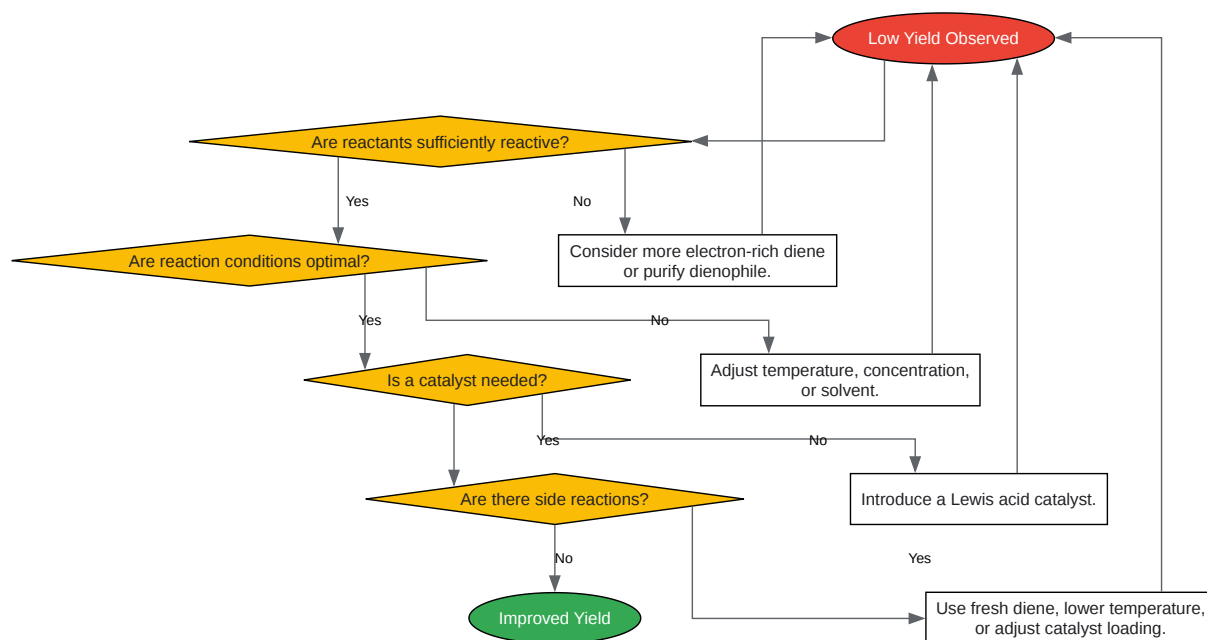 Low Yield Observed
Are reactants sufficiently reactive?
Yes
No
Consider more electron-rich diene
or purify dienophile.
Are reaction conditions optimal?
Yes
No
Adjust temperature, concentration,
or solvent.
Is a catalyst needed?
Yes
No
Introduce a Lewis acid catalyst.
Are there side reactions?
No
Yes
Improved Yield
Use fresh diene, lower temperature,
or adjust catalyst loading.